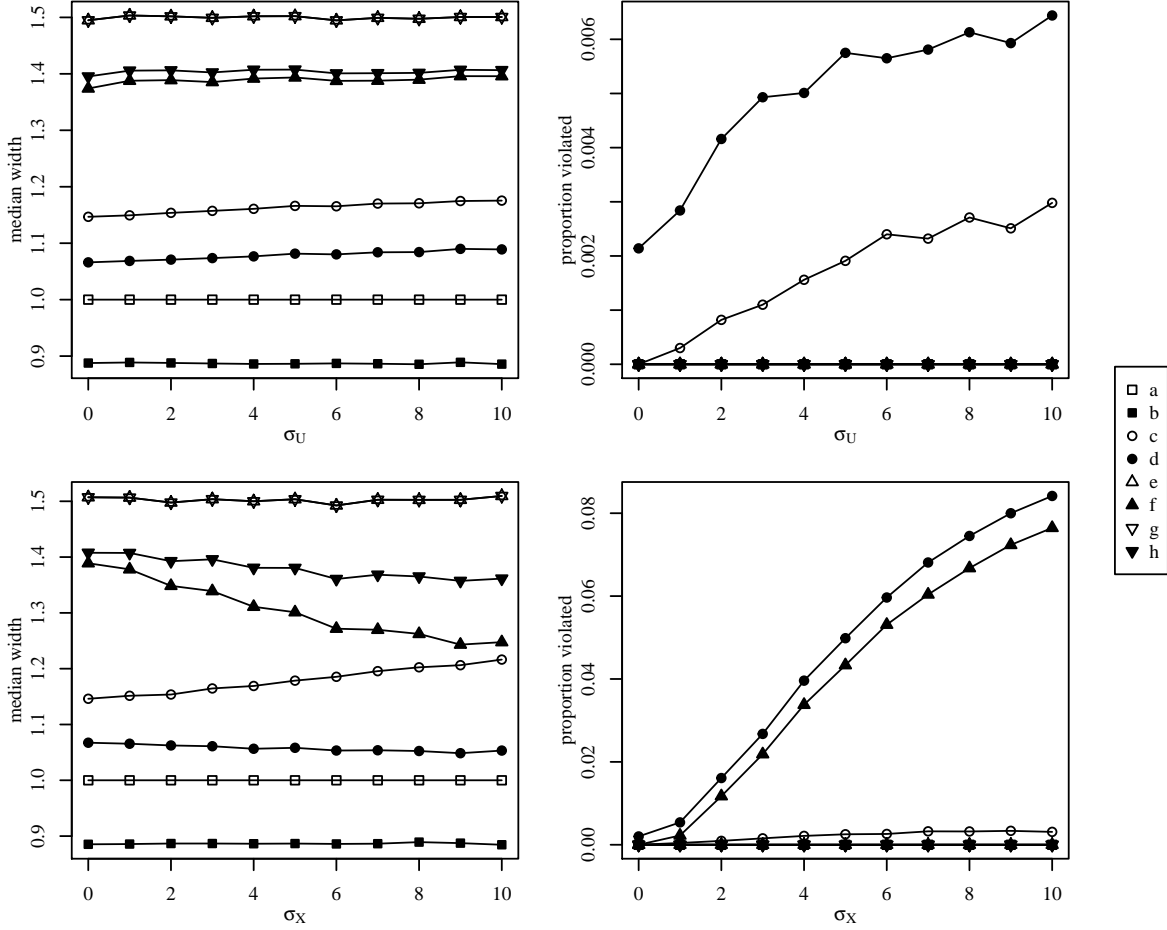 median width
0.9 1.0 1.1 1.2 1.3 1.4 1.5
0 2 4 6 8 10
σU
proportion violated
0.000 0.002 0.004 0.006
0 2 4 6 8 10
σU
median width
0.9 1.0 1.1 1.2 1.3 1.4 1.5
0 2 4 6 8 10
σX
proportion violated
0.00 0.02 0.04 0.06 0.08
0 2 4 6 8 10
σX
a
b
c
d
e
f
g
h